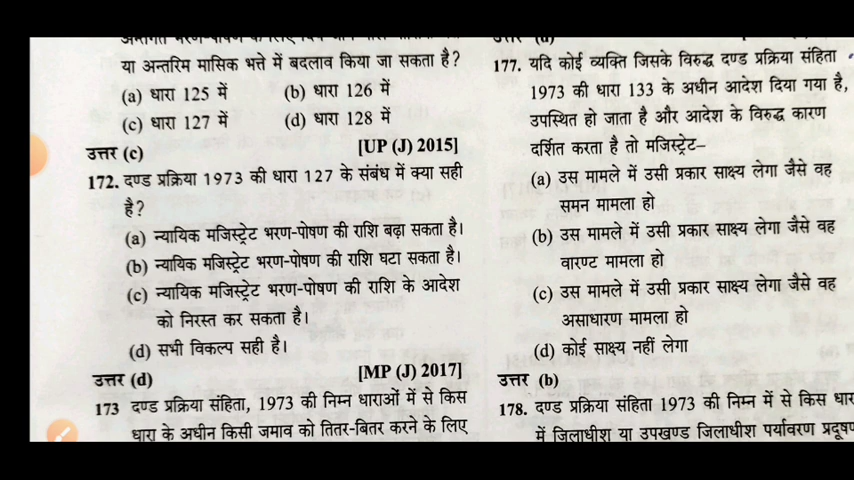 या अन्तरिम मासिक भत्ते में बदलाव किया जा सकता है?
(a) धारा 125 में (b) धारा 126 में
(c) धारा 127 में (d) धारा 128 में
उत्तर (c) [UP (J) 2015]
172. दण्ड प्रक्रिया 1973 की धारा 127 के संबंध में क्या सही
है?
(a) न्यायिक मजिस्ट्रेट भरण-पोषण की राशि बढ़ा सकता है।
(b) न्यायिक मजिस्ट्रेट भरण-पोषण की राशि घटा सकता है।
(c) न्यायिक मजिस्ट्रेट भरण-पोषण की राशि के आदेश
को निरस्त कर सकता है।
(d) सभी विकल्प सही है।
उत्तर (d) [MP (J) 2017]
173 दण्ड प्रक्रिया संहिता, 1973 की निम्न धाराओं में से किस
धारा के अधीन किसी जमाव को तितर-बितर करने के लिए
177. यदि कोई व्यक्ति जिसके विरुद्ध दण्ड प्रक्रिया संहिता
1973 की धारा 133 के अधीन आदेश दिया गया है,
उपस्थित हो जाता है और आदेश के विरुद्ध कारण
दर्शित करता है तो मजिस्ट्रेट–
(a) उस मामले में उसी प्रकार साक्ष्य लेगा जैसे वह
समन मामला हो
(b) उस मामले में उसी प्रकार साक्ष्य लेगा जैसे वह
वारण्ट मामला हो
(c) उस मामले में उसी प्रकार साक्ष्य लेगा जैसे वह
असाधारण मामला हो
(d) कोई साक्ष्य नहीं लेगा
उत्तर (b)
178. दण्ड प्रक्रिया संहिता 1973 की निम्न में से किस
में जिलाधीश या उपखण्ड जिलाधीश पर्यावरण